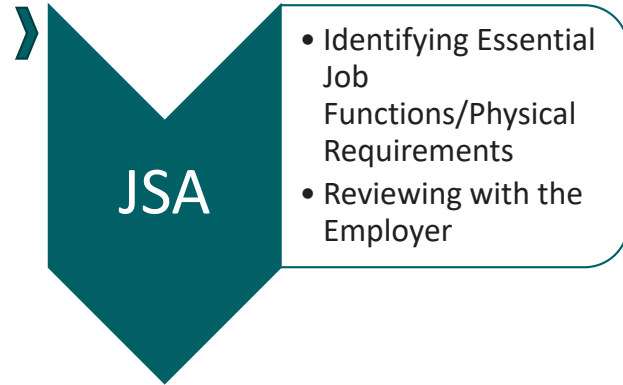 JSA
• Identifying Essential
Job
Functions/Physical
Requirements
• Reviewing with the
Employer